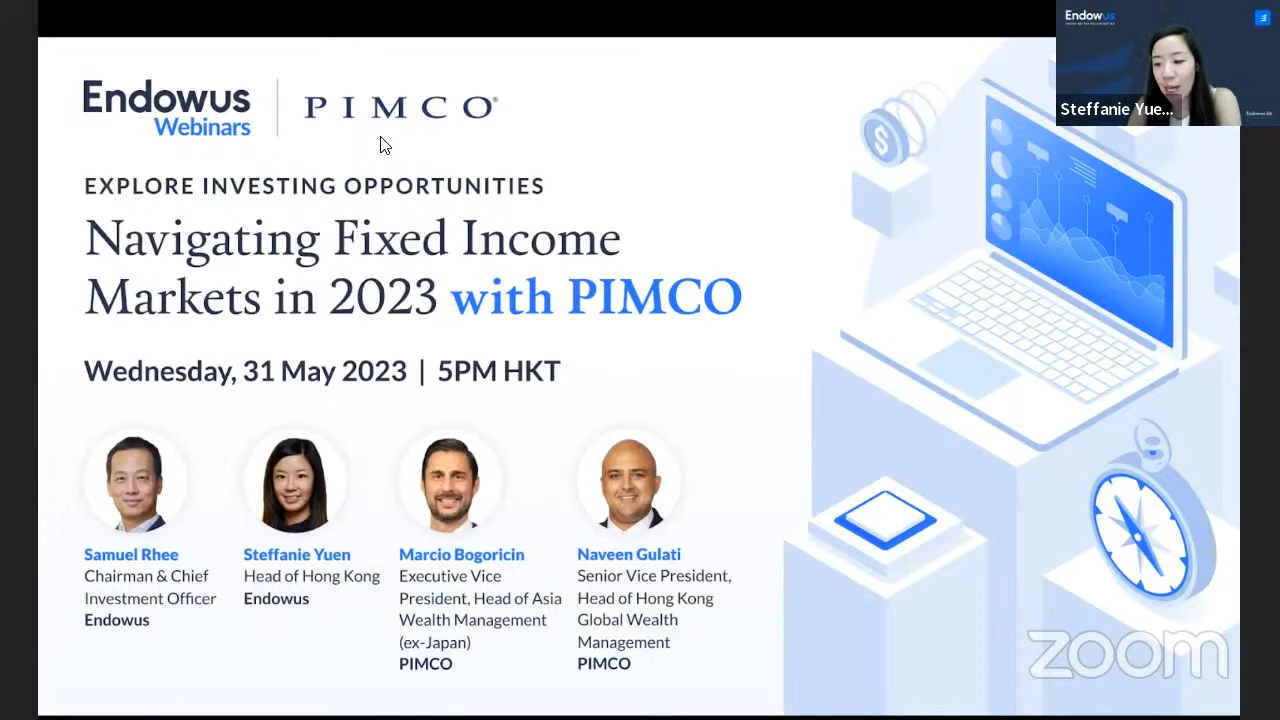 Endowus
Webinars
PIMCO®
EXPLORE INVESTING OPPORTUNITIES
Navigating Fixed Income
Markets in 2023 with PIMCO
Wednesday, 31 May 2023 | 5PM HKT
Samuel Rhee
Chairman & Chief
Investment Officer
Endowus
Steffanie Yuen
Head of Hong Kong
Endowus
Marcio Bogoricin
Executive Vice
President, Head of Asia
Wealth Management
(ex-Japan)
PIMCO
Naveen Gulati
Senior Vice President,
Head of Hong Kong
Global Wealth
Management
PIMCO
Endowus
Steffanie Yue...
zoom